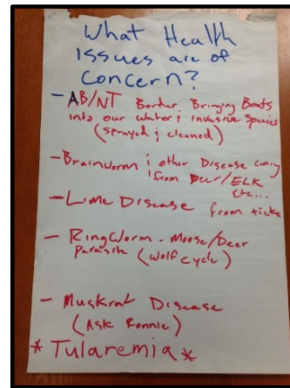 What Health
Issues are of
Concern?
- AB/NT Border. Bringing Boats
into our water & invasive species
(sprayed & cleaned)
- Brainworm & other Disease coming
from Deer/ELK
etc...
- Lime Disease from ticks
- RingWorm - Moose/Deer
parasite (Wolf cycle)
- Muskrat Disease
(Ask Ronnie)
* Tularemia *